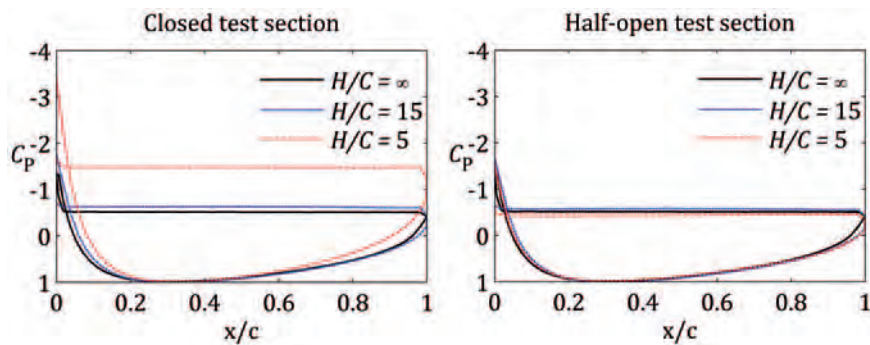 Closed test section
-4
-3
-2
-1
0
1
C_P
H/C = ∞
H/C = 15
H/C = 5
0 0.2 0.4 0.6 0.8 1
x/c
Half-open test section
-4
-3
-2
-1
0
1
C_P
H/C = ∞
H/C = 15
H/C = 5
0 0.2 0.4 0.6 0.8 1
x/c